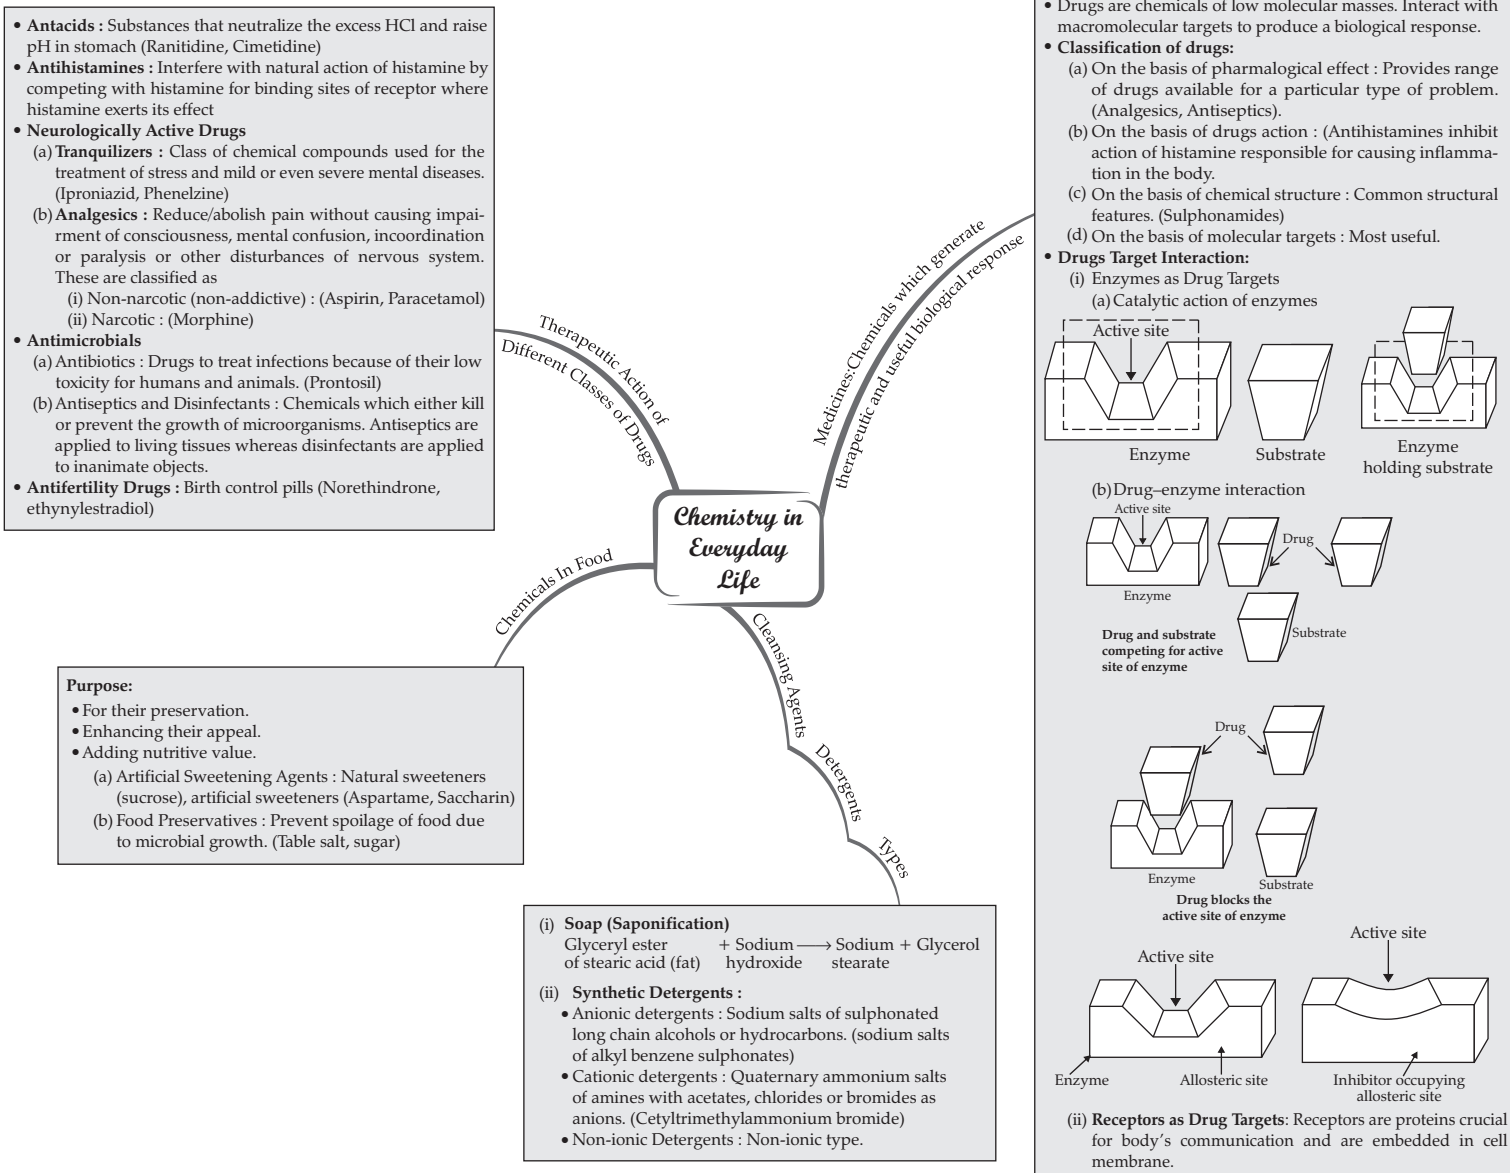 • Antacids : Substances that neutralize the excess HCl and raise
pH in stomach (Ranitidine, Cimetidine)
• Antihistamines : Interfere with natural action of histamine by
competing with histamine for binding sites of receptor where
histamine exerts its effect
• Neurologically Active Drugs
(a) Tranquilizers : Class of chemical compounds used for the
treatment of stress and mild or even severe mental diseases.
(Iproniazid, Phenelzine)
(b) Analgesics : Reduce/abolish pain without causing impai-
rment of consciousness, mental confusion, incoordination
or paralysis or other disturbances of nervous system.
These are classified as
(i) Non-narcotic (non-addictive) : (Aspirin, Paracetamol)
(ii) Narcotic : (Morphine)
• Antimicrobials
(a) Antibiotics : Drugs to treat infections because of their low
toxicity for humans and animals. (Prontosil)
(b) Antiseptics and Disinfectants : Chemicals which either kill
or prevent the growth of microorganisms. Antiseptics are
applied to living tissues whereas disinfectants are applied
to inanimate objects.
• Antifertility Drugs : Birth control pills (Norethindrone,
ethynylestradiol)
Therapeutic Action of
Different Classes of Drugs
Medicines:Chemicals which generate
therapeutic and useful biological response
Chemistry in
Everyday
Life
Chemicals In Food
Cleansing Agents
Detergents
Types
Purpose:
• For their preservation.
• Enhancing their appeal.
• Adding nutritive value.
(a) Artificial Sweetening Agents : Natural sweeteners
(sucrose), artificial sweeteners (Aspartame, Saccharin)
(b) Food Preservatives : Prevent spoilage of food due
to microbial growth. (Table salt, sugar)
(i) Soap (Saponification)
Glyceryl ester + Sodium ⟶ Sodium + Glycerol
of stearic acid (fat) hydroxide stearate
(ii) Synthetic Detergents :
• Anionic detergents : Sodium salts of sulphonated
long chain alcohols or hydrocarbons. (sodium salts
of alkyl benzene sulphonates)
• Cationic detergents : Quaternary ammonium salts
of amines with acetates, chlorides or bromides as
anions. (Cetyltrimethylammonium bromide)
• Non-ionic Detergents : Non-ionic type.
• Drugs are chemicals of low molecular masses. Interact with
macromolecular targets to produce a biological response.
• Classification of drugs:
(a) On the basis of pharmalogical effect : Provides range
of drugs available for a particular type of problem.
(Analgesics, Antiseptics).
(b) On the basis of drugs action : (Antihistamines inhibit
action of histamine responsible for causing inflamma-
tion in the body.
(c) On the basis of chemical structure : Common structural
features. (Sulphonamides)
(d) On the basis of molecular targets : Most useful.
• Drugs Target Interaction:
(i) Enzymes as Drug Targets
(a) Catalytic action of enzymes
Active site
Enzyme
Substrate
Enzyme
holding substrate
(b) Drug–enzyme interaction
Active site
Drug
Enzyme
Substrate
Drug and substrate
competing for active
site of enzyme
Drug
Enzyme
Substrate
Drug blocks the
active site of enzyme
Active site
Active site
Enzyme
Allosteric site
Inhibitor occupying
allosteric site
(ii) Receptors as Drug Targets: Receptors are proteins crucial
for body's communication and are embedded in cell
membrane.